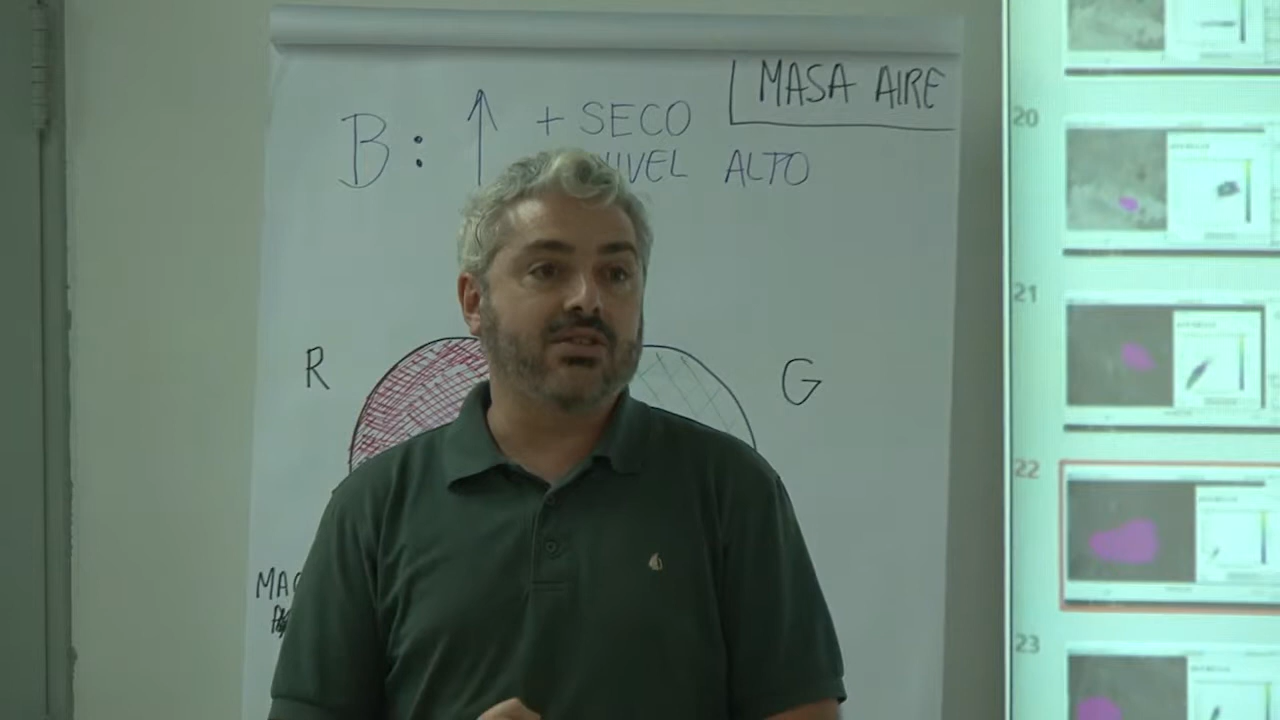 MASA AIRE
B: ↑ + SECO
NIVEL ALTO
R
G
20
21
22
23